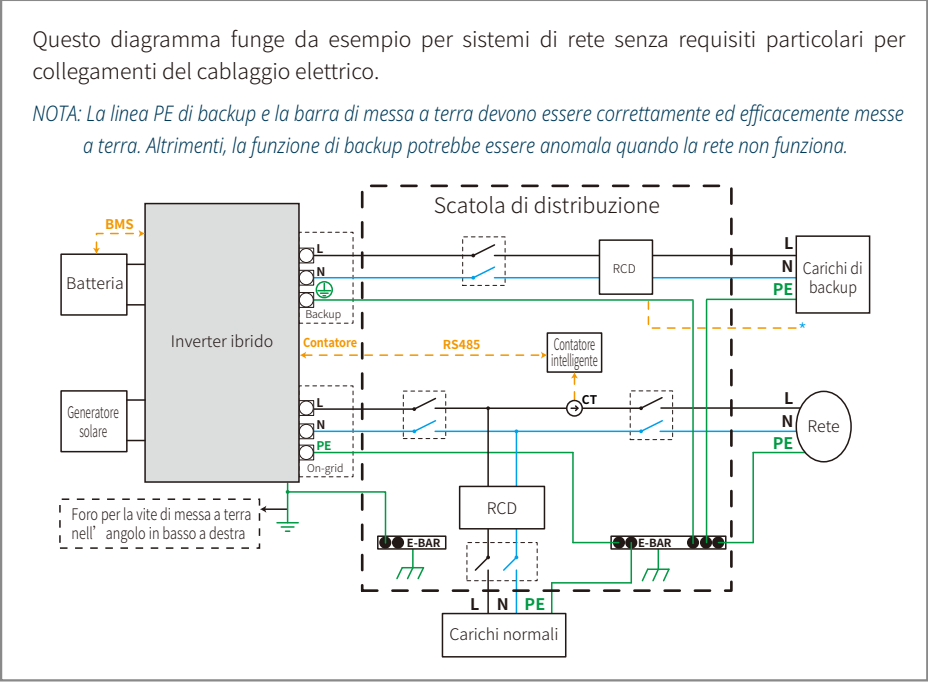 Questo diagramma funge da esempio per sistemi di rete senza requisiti particolari per
collegamenti del cablaggio elettrico.
NOTA: La linea PE di backup e la barra di messa a terra devono essere correttamente ed efficacemente messe
a terra. Altrimenti, la funzione di backup potrebbe essere anomala quando la rete non funziona.
Scatola di distribuzione
BMS
Batteria
Inverter ibrido
L
N
Backup
RCD
L
N
PE
Carichi di
backup
*
Contatore
RS485
Contatore
intelligente
CT
Generatore
solare
L
N
PE
On-grid
L
N
PE
Rete
RCD
Foro per la vite di messa a terra
nell’angolo in basso a destra
E-BAR
E-BAR
L N PE
Carichi normali